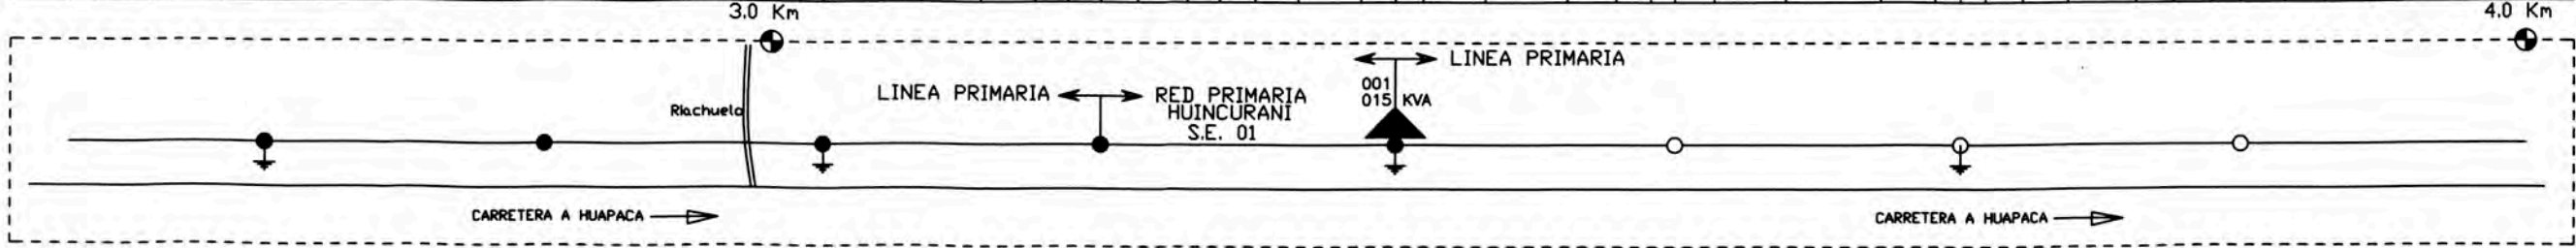 3.0 Km
4.0 Km
LINEA PRIMARIA
001
015 KVA
LINEA PRIMARIA
RED PRIMARIA
HUINCURANI
S.E. 01
Riachuelo
CARRETERA A HUAPACA
CARRETERA A HUAPACA